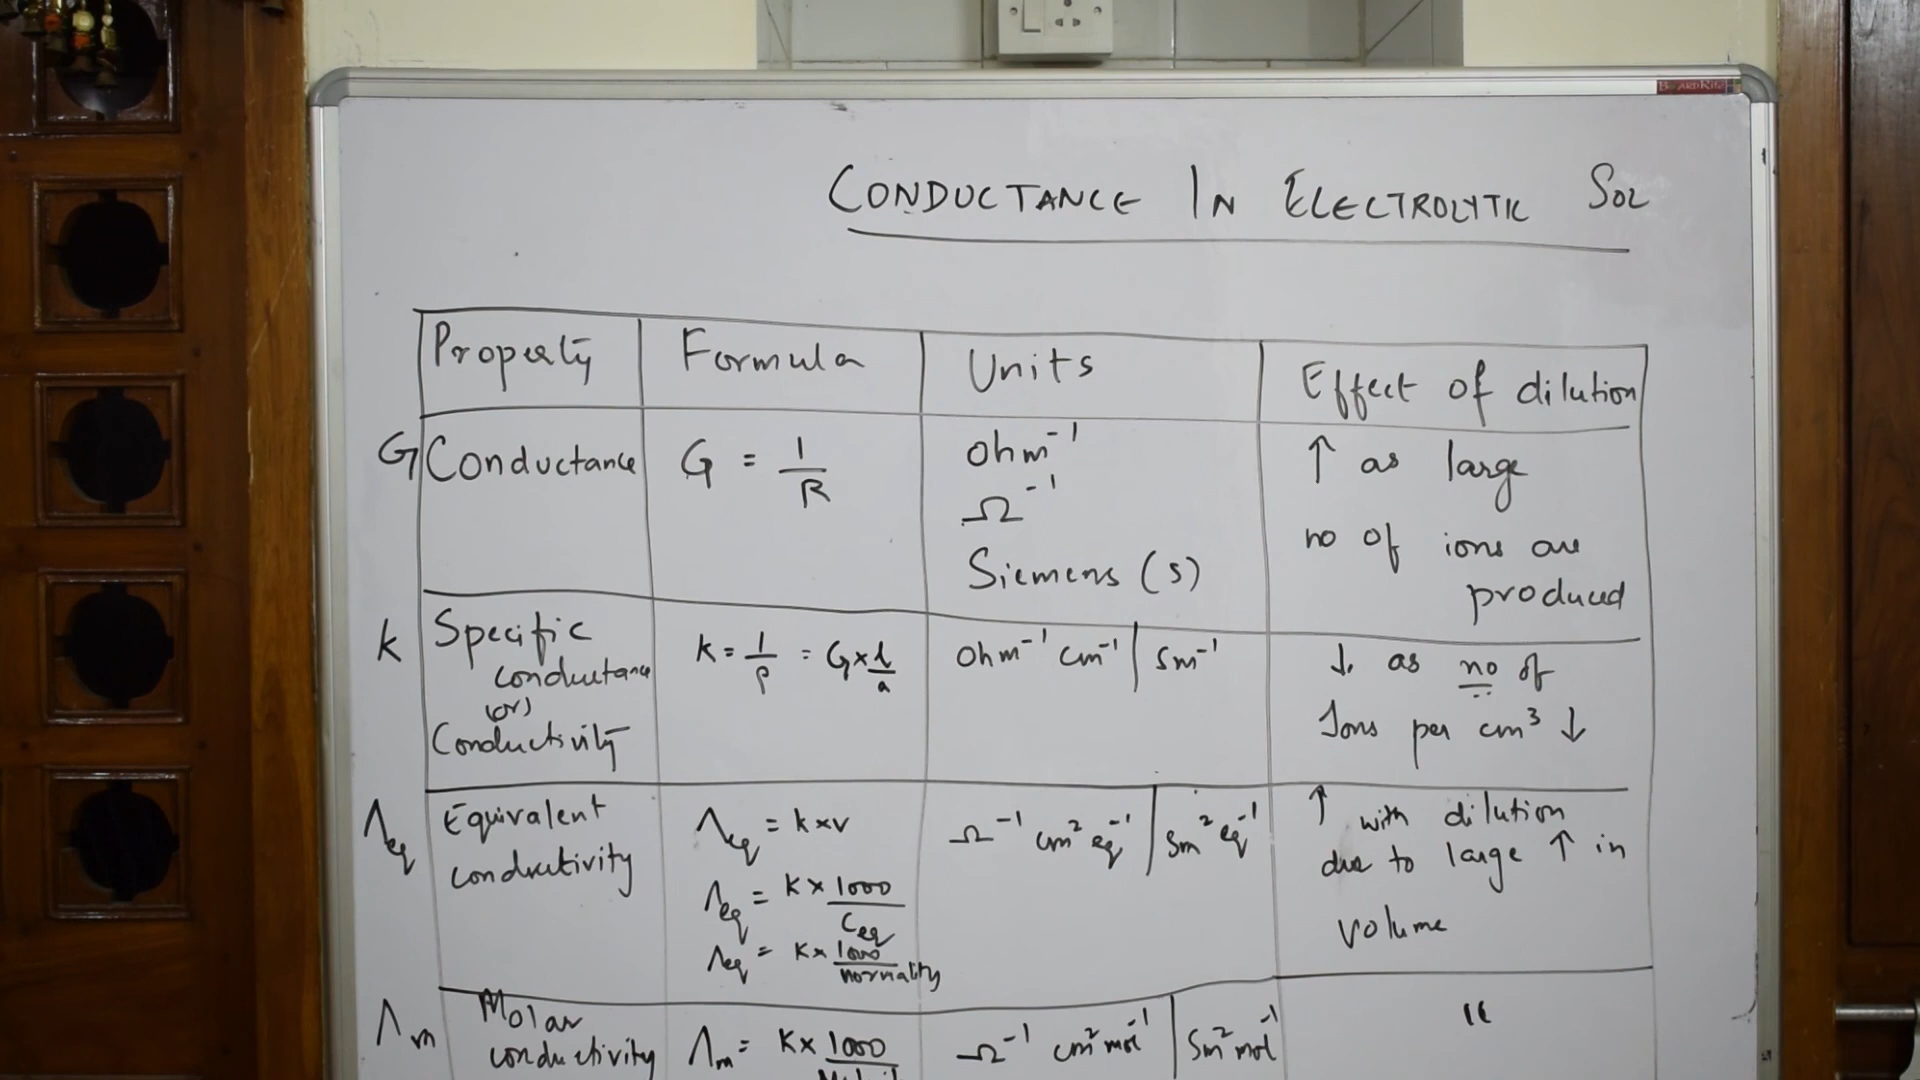 BOARDRITE
CONDUCTANCE IN ELECTROLYTIC SOL
Property Formula Units Effect of dilution
G Conductance G = 1/R ohm⁻¹ ↑ as large
Ω⁻¹ no of ions are
Siemens (s) produced
k Specific conductance (or) Conductivity K = 1/ρ = G × l/a Ohm⁻¹ cm⁻¹ | Sm⁻¹ ↓ as no of
Ions per cm³ ↓
Λeq Equivalent conductivity Λeq = k×v Ω⁻¹ cm² eq⁻¹ | Sm² eq⁻¹ ↑ with dilution
Λeq = K × 1000/Ceq due to large ↑ in
Λeq = K × 1000/normality volume
Λm Molar conductivity Λm = K × 1000 Ω⁻¹ cm² mol⁻¹ | Sm² mol⁻¹ "